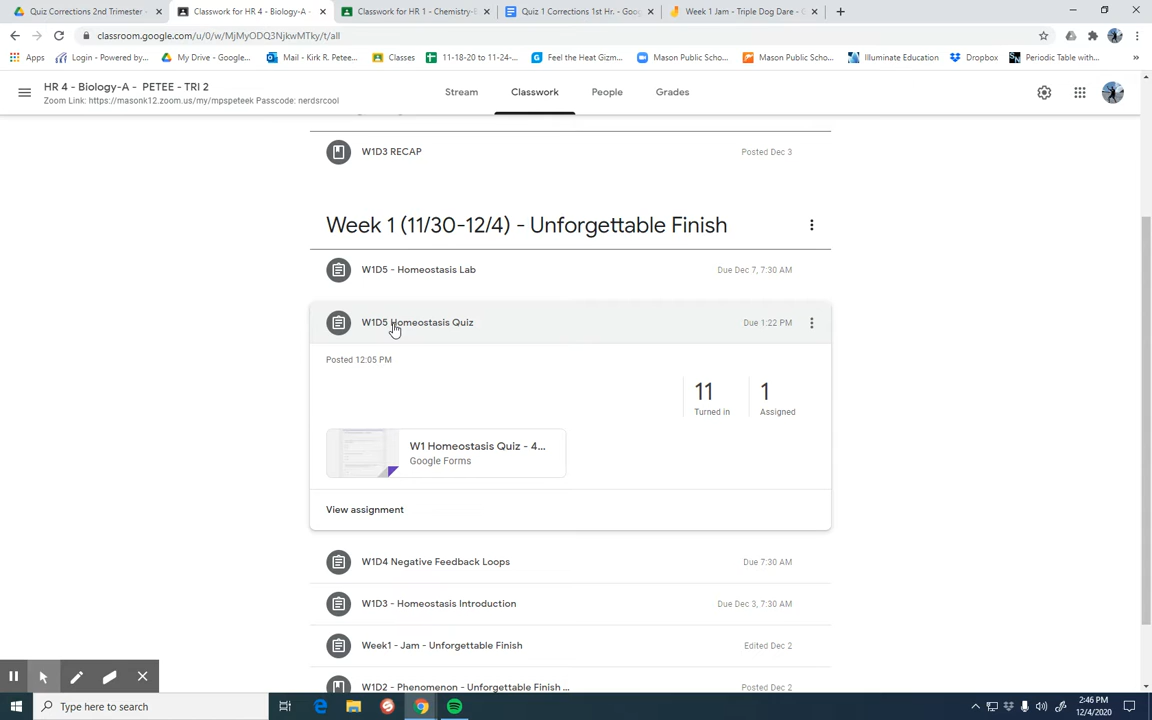 Quiz Corrections 2nd Trimester -
Classwork for HR 4 - Biology-A -
Classwork for HR 1 - Chemistry-E
Quiz 1 Corrections 1st Hr. - Goog
Week 1 Jam - Triple Dog Dare - G
classroom.google.com/u/0/w/MjMyODQ3NjkwMTky/t/all
Apps
Login - Powered by...
My Drive - Google...
Mail - Kirk R. Petee...
Classes
11-18-20 to 11-24-...
Feel the Heat Gizm...
Mason Public Scho...
Mason Public Scho...
Illuminate Education
Dropbox
Periodic Table with...
HR 4 - Biology-A - PETEE - TRI 2
Zoom Link: https://masonk12.zoom.us/my/mpspeteek Passcode: nerdsrcool
Stream
Classwork
People
Grades
W1D3 RECAP
Posted Dec 3
Week 1 (11/30-12/4) - Unforgettable Finish
W1D5 - Homeostasis Lab
Due Dec 7, 7:30 AM
W1D5 Homeostasis Quiz
Due 1:22 PM
Posted 12:05 PM
11
1
Turned in
Assigned
W1 Homeostasis Quiz - 4...
Google Forms
View assignment
W1D4 Negative Feedback Loops
Due 7:30 AM
W1D3 - Homeostasis Introduction
Due Dec 3, 7:30 AM
Week1 - Jam - Unforgettable Finish
Edited Dec 2
W1D2 - Phenomenon - Unforgettable Finish ...
Posted Dec 2
Type here to search
2:46 PM
12/4/2020